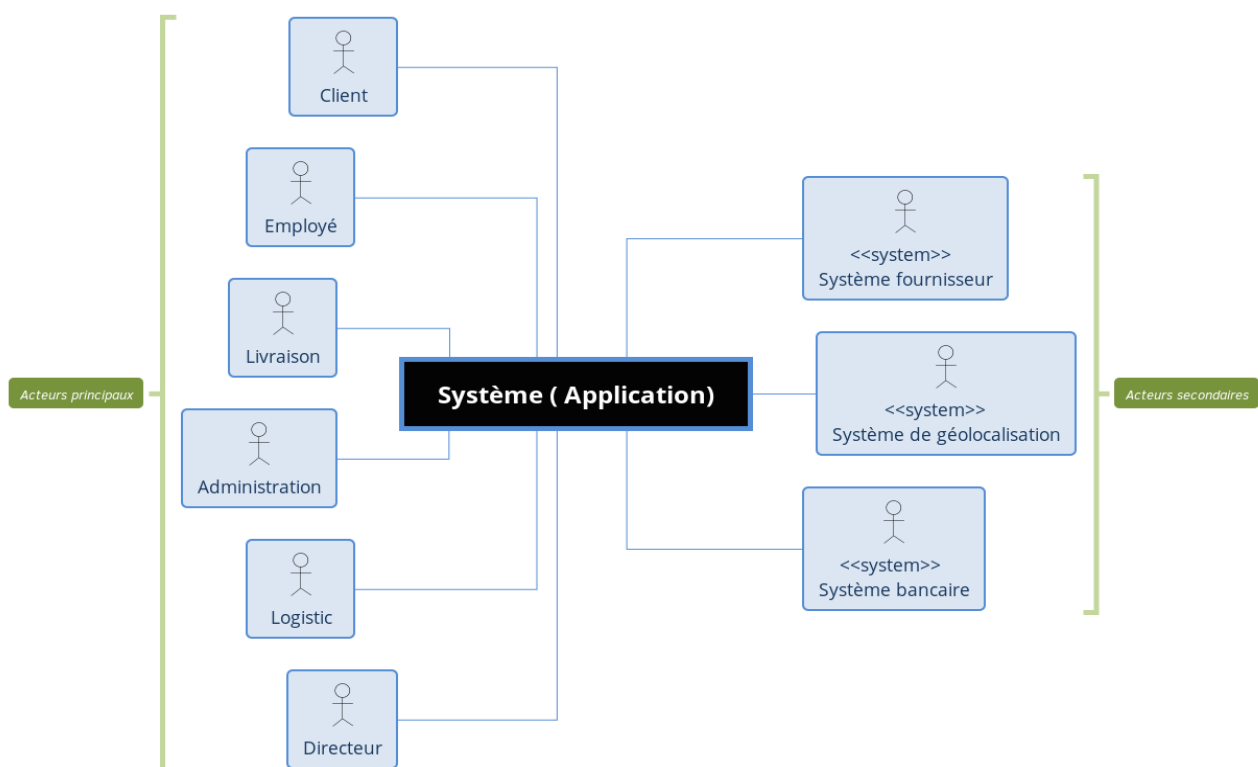 Client
Employé
Livraison
Administration
Logistic
Directeur
Acteurs principaux
Système ( Application)
<<system>>
Système fournisseur
<<system>>
Système de géolocalisation
<<system>>
Système bancaire
Acteurs secondaires